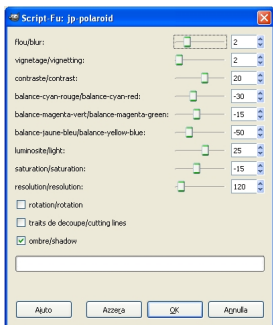 Script-Fu: jp-polaroid
flou/blur: 2
vignetage/vignetting: 2
contraste/contrast: 20
balance-cyan-rouge/balance-cyan-red: -30
balance-magenta-vert/balance-magenta-green: -15
balance-jaune-bleu/balance-yellow-blue: -50
luminosite/light: 25
saturation/saturation: -15
resolution/resolution: 120
rotation/rotation
traits de decoupe/cutting lines
ombre/shadow
Aiuto Azzera OK Annulla